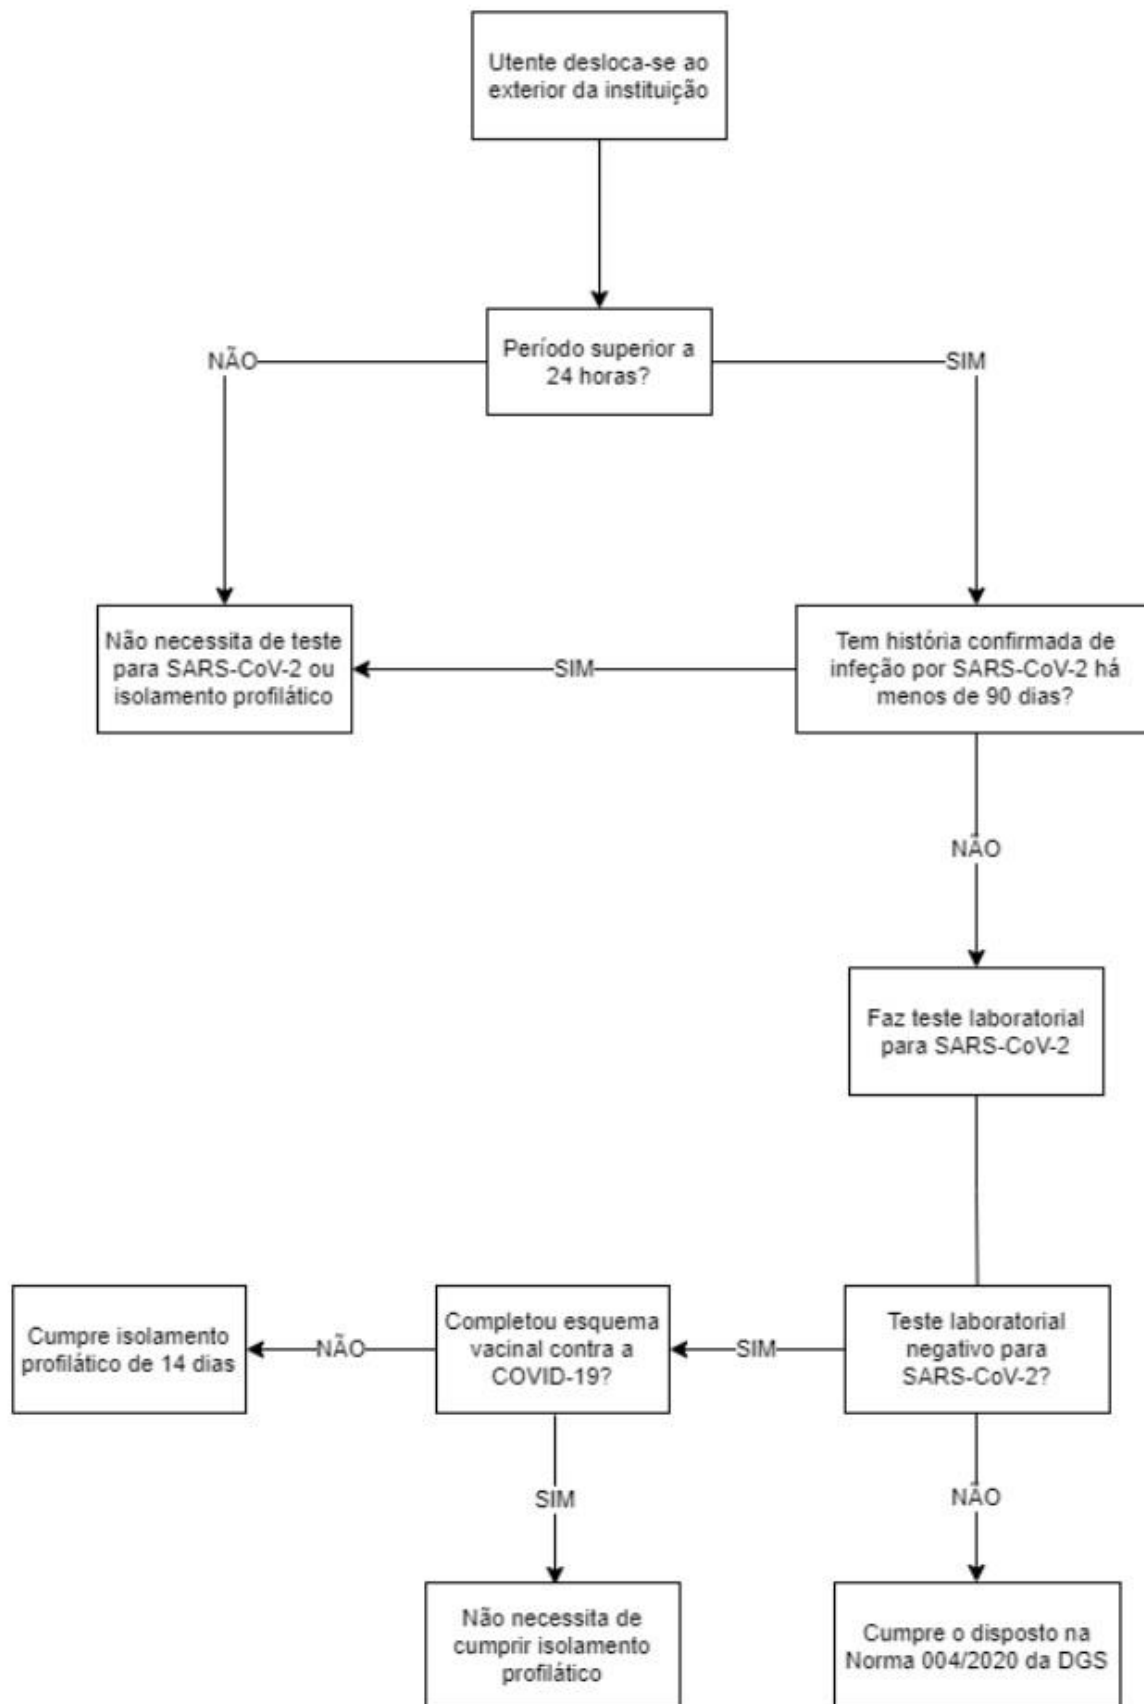 Utente desloca-se ao
exterior da instituição
Período superior a
24 horas?
NÃO
SIM
Não necessita de teste
para SARS-CoV-2 ou
isolamento profilático
SIM
Tem história confirmada de
infeção por SARS-CoV-2 há
menos de 90 dias?
NÃO
Faz teste laboratorial
para SARS-CoV-2
Cumpre isolamento
profilático de 14 dias
NÃO
Completou esquema
vacinal contra a
COVID-19?
SIM
Teste laboratorial
negativo para
SARS-CoV-2?
SIM
NÃO
Não necessita de
cumprir isolamento
profilático
Cumpre o disposto na
Norma 004/2020 da DGS